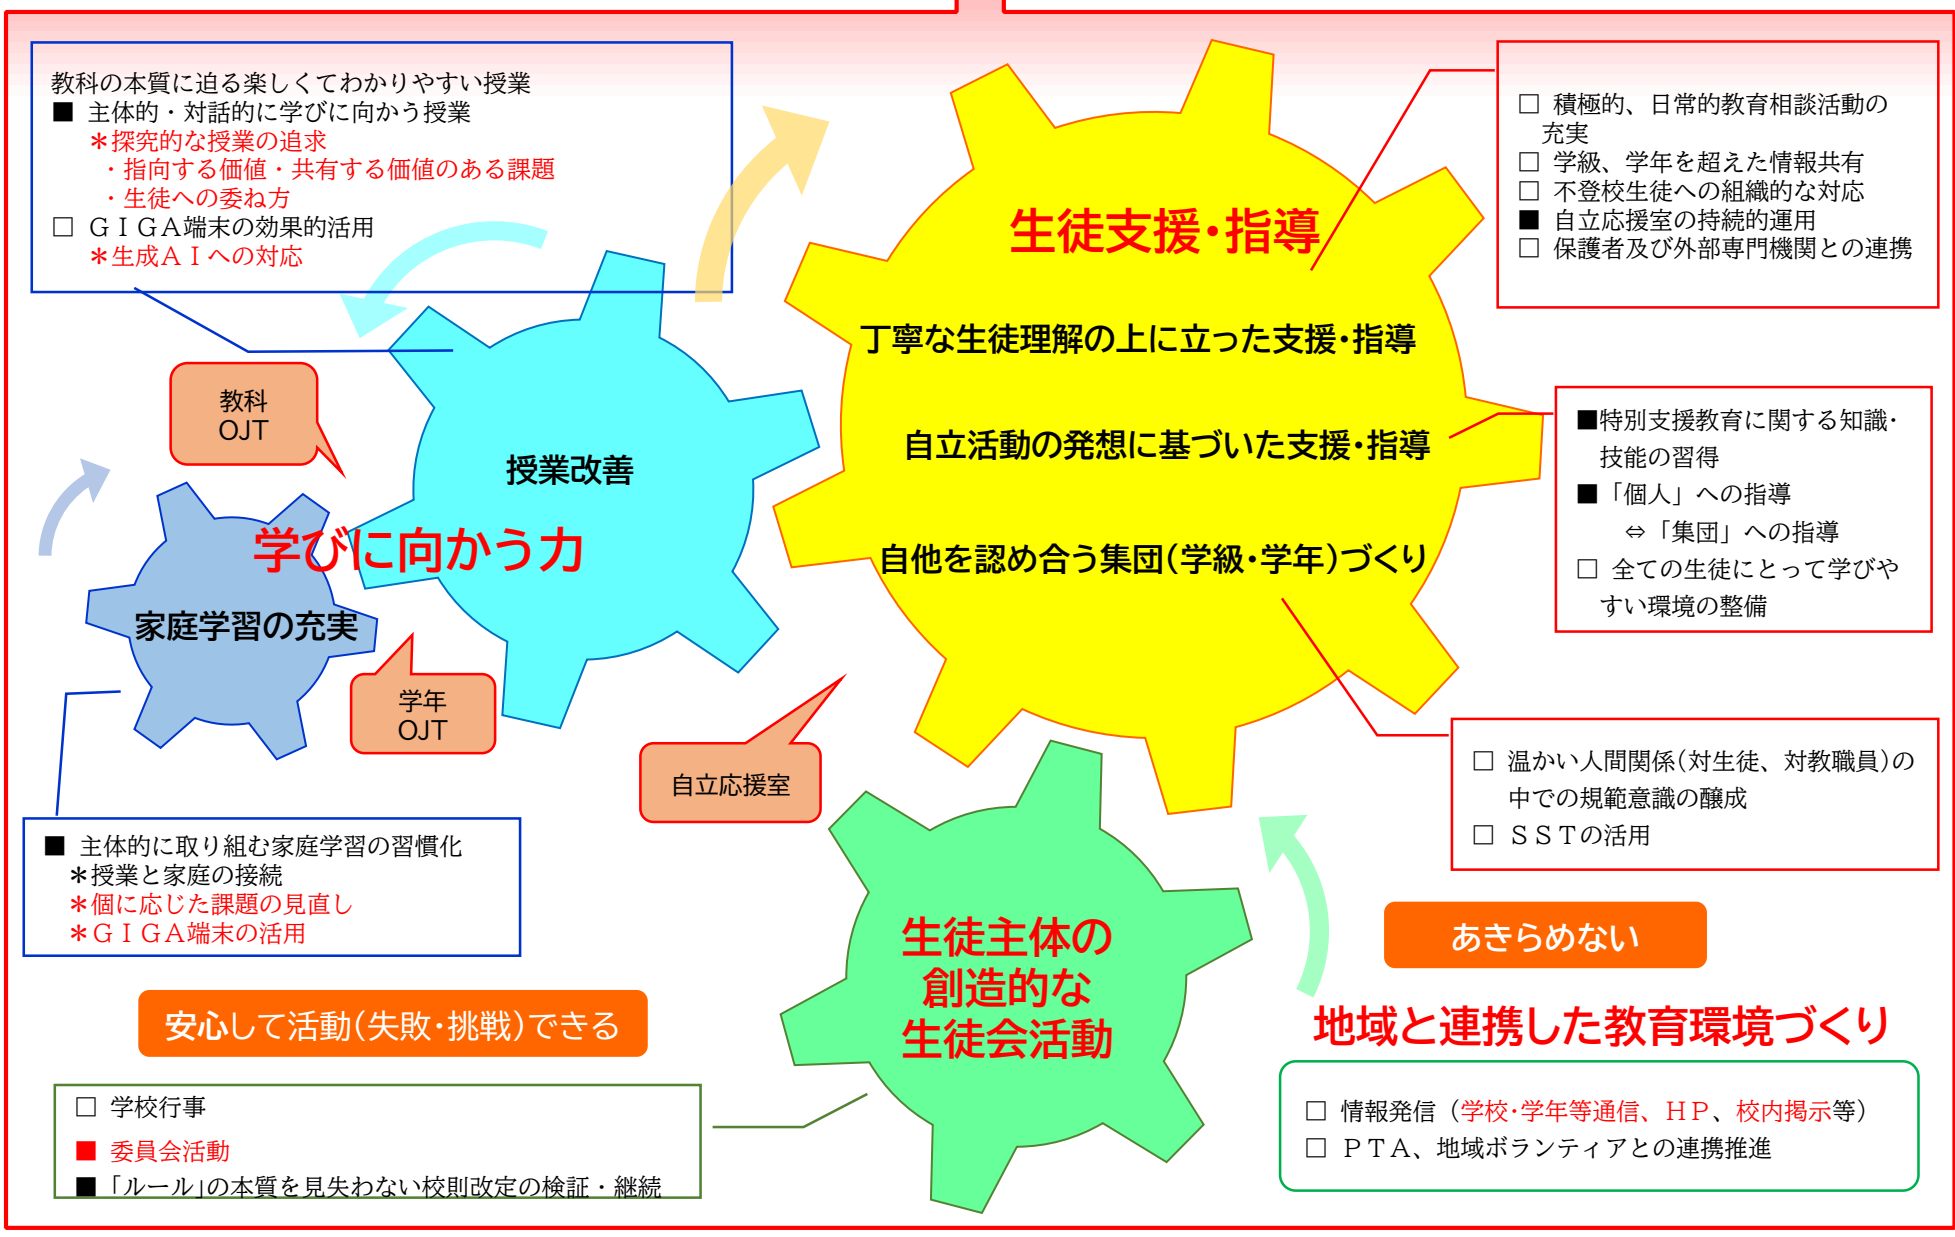 教科の本質に迫る楽しくてわかりやすい授業
■ 主体的・対話的に学びに向かう授業
＊探究的な授業の追求
・指向する価値・共有する価値のある課題
・生徒への委ね方
□ ＧＩＧＡ端末の効果的活用
＊生成ＡＩへの対応
教科
OJT
授業改善
学びに向かう力
家庭学習の充実
学年
OJT
■ 主体的に取り組む家庭学習の習慣化
＊授業と家庭の接続
＊個に応じた課題の見直し
＊ＧＩＧＡ端末の活用
生徒支援・指導
丁寧な生徒理解の上に立った支援・指導
自立活動の発想に基づいた支援・指導
自他を認め合う集団（学級・学年）づくり
□ 積極的、日常的教育相談活動の
充実
□ 学級、学年を超えた情報共有
□ 不登校生徒への組織的な対応
■ 自立応援室の持続的運用
□ 保護者及び外部専門機関との連携
■特別支援教育に関する知識・
技能の習得
■「個人」への指導
⇔「集団」への指導
□ 全ての生徒にとって学びや
すい環境の整備
□ 温かい人間関係（対生徒、対教職員）の
中での規範意識の醸成
□ ＳＳＴの活用
自立応援室
生徒主体の
創造的な
生徒会活動
安心して活動（失敗・挑戦）できる
□ 学校行事
■ 委員会活動
■「ルール」の本質を見失わない校則改定の検証・継続
あきらめない
地域と連携した教育環境づくり
□ 情報発信（学校・学年等通信、ＨＰ、校内掲示等）
□ ＰＴＡ、地域ボランティアとの連携推進